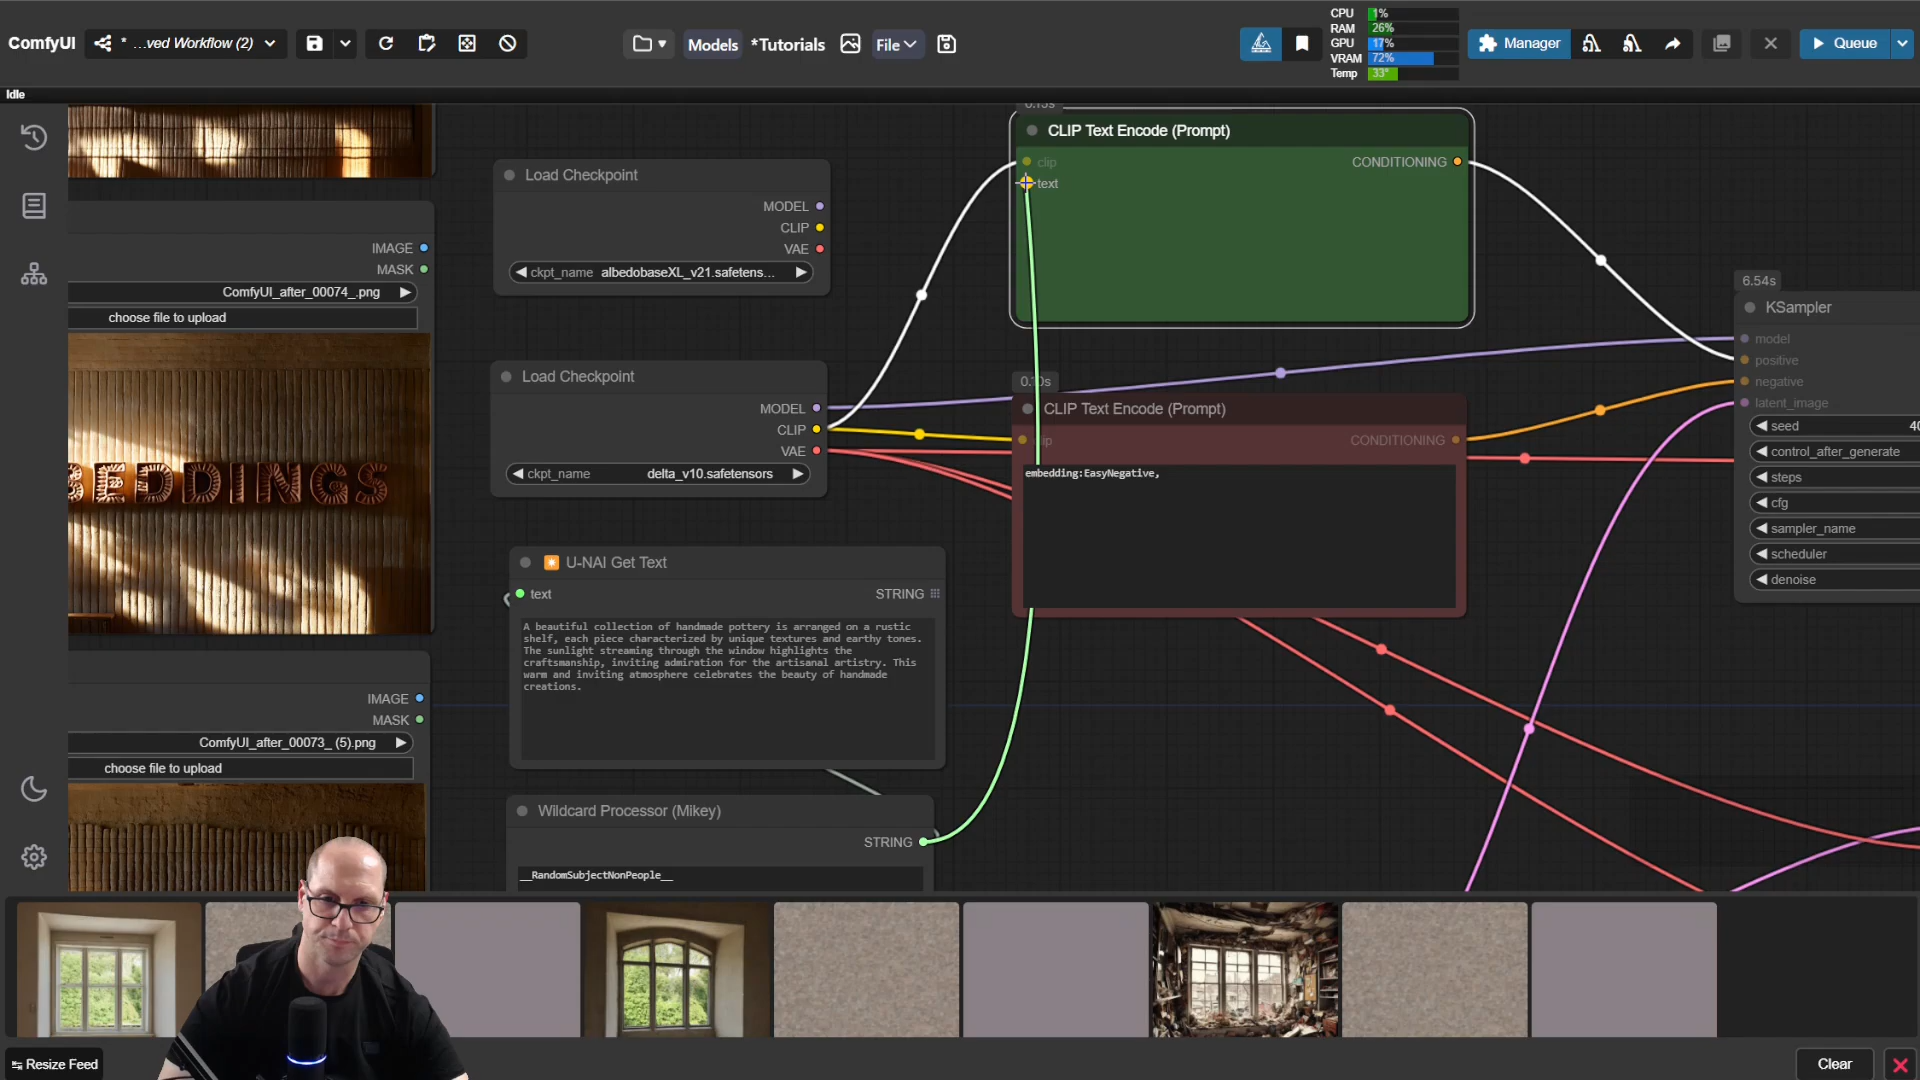 ComfyUI
* ...ved Workflow (2)
Models
*Tutorials
File
CPU 1%
RAM 26%
GPU 17%
VRAM 72%
Temp 33°
Manager
Queue
Idle
IMAGE
MASK
ComfyUI_after_00074_.png
choose file to upload
BEDDINGS
IMAGE
MASK
ComfyUI_after_00073_ (5).png
choose file to upload
Load Checkpoint
MODEL
CLIP
VAE
ckpt_name albedobaseXL_v21.safetens...
Load Checkpoint
MODEL
CLIP
VAE
ckpt_name delta_v10.safetensors
U-NAI Get Text
text STRING
A beautiful collection of handmade pottery is arranged on a rustic
shelf, each piece characterized by unique textures and earthy tones.
The sunlight streaming through the window highlights the
craftsmanship, inviting admiration for the artisanal artistry. This
warm and inviting atmosphere celebrates the beauty of handmade
creations.
Wildcard Processor (Mikey)
STRING
__RandomSubjectNonPeople__
CLIP Text Encode (Prompt)
clip CONDITIONING
text
CLIP Text Encode (Prompt)
CONDITIONING
embedding:EasyNegative,
6.54s
KSampler
model
positive
negative
latent_image
seed 40
control_after_generate
steps
cfg
sampler_name
scheduler
denoise
Resize Feed
Clear